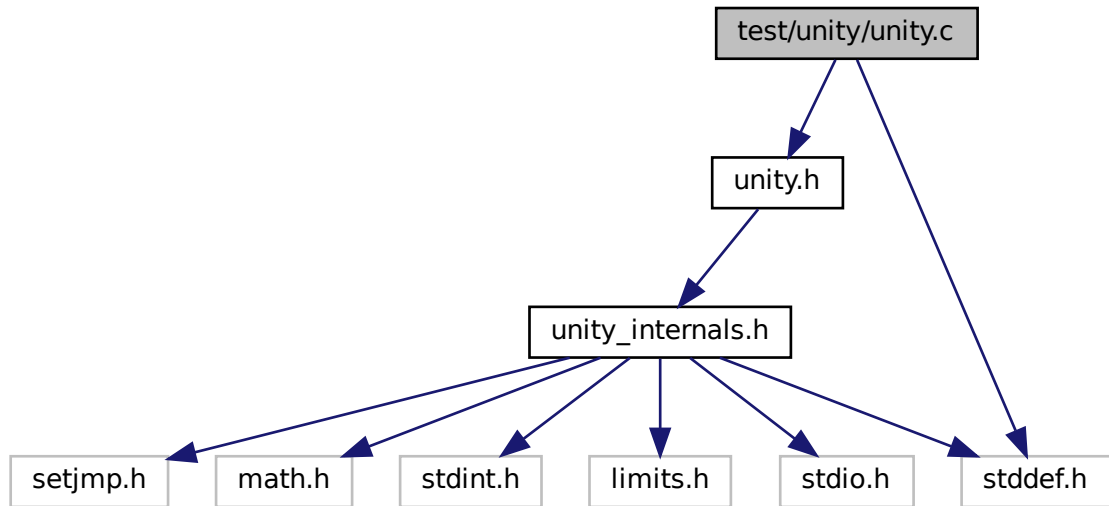 test/unity/unity.c
unity.h
unity_internals.h
setjmp.h
math.h
stdint.h
limits.h
stdio.h
stddef.h